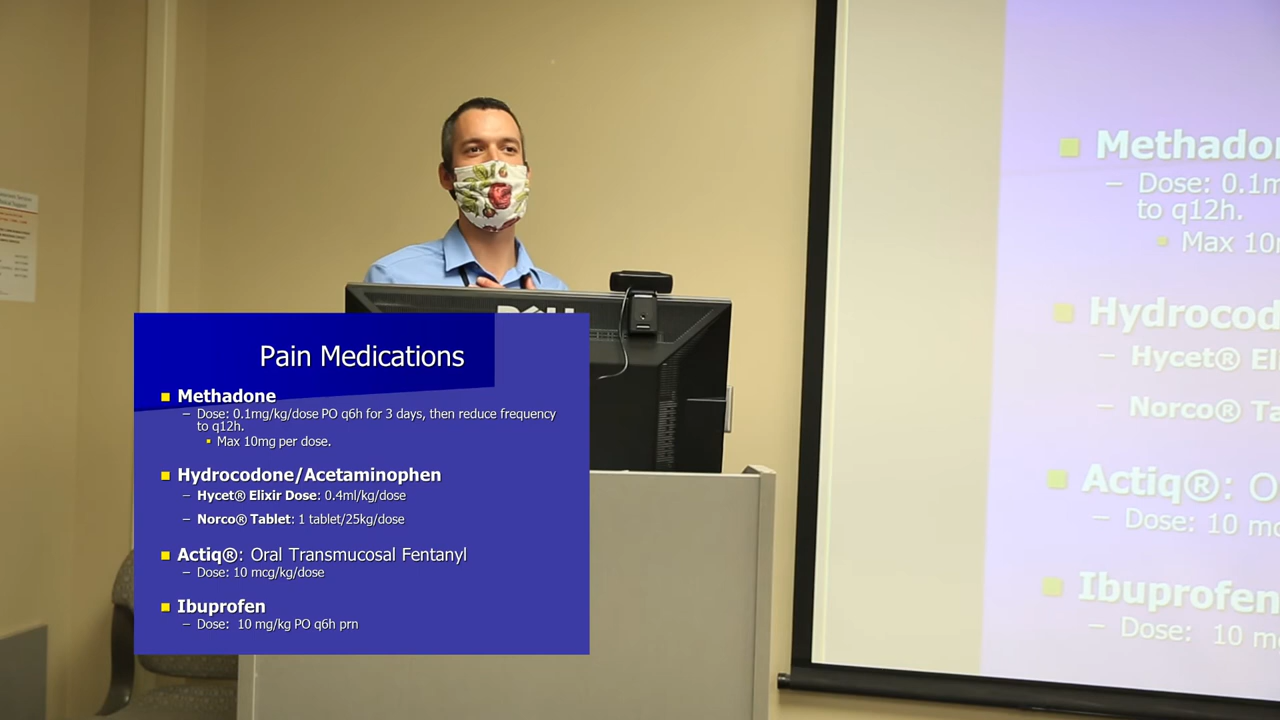 Pain Medications
Methadone
– Dose: 0.1mg/kg/dose PO q6h for 3 days, then reduce frequency
to q12h.
Max 10mg per dose.
Hydrocodone/Acetaminophen
– Hycet® Elixir Dose: 0.4ml/kg/dose
– Norco® Tablet: 1 tablet/25kg/dose
Actiq®: Oral Transmucosal Fentanyl
– Dose: 10 mcg/kg/dose
Ibuprofen
– Dose: 10 mg/kg PO q6h prn
Methado
– Dose: 0.1m
to q12h.
Max 10
Hydrocod
– Hycet® El
– Norco® Ta
Actiq®: O
– Dose: 10 mc
Ibuprofen
– Dose: 10 m